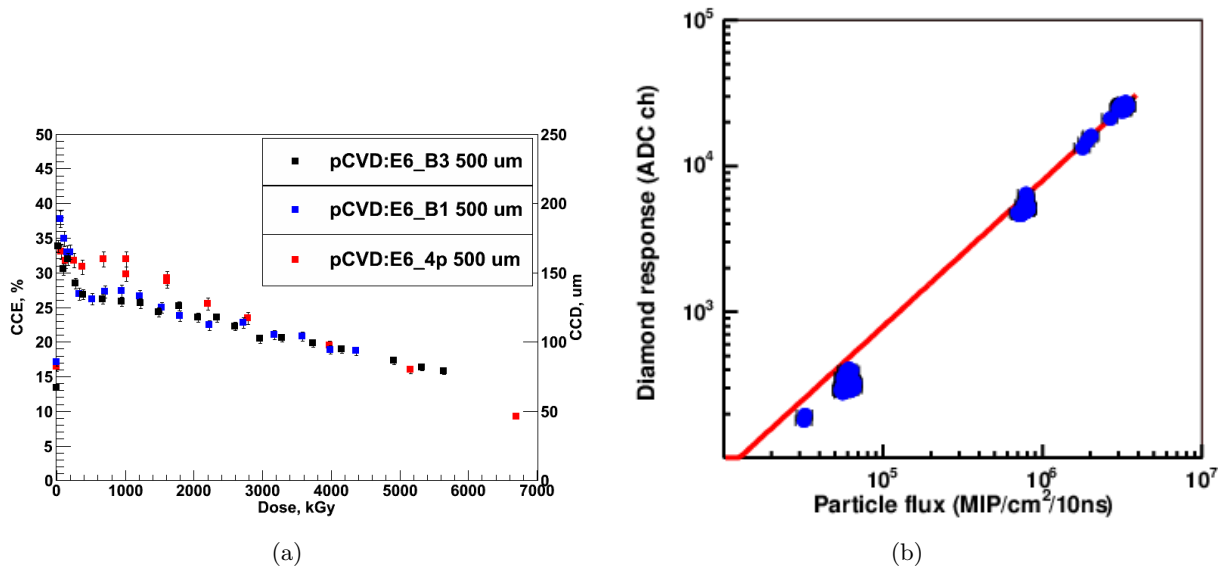 50
45
40
35
30
25
20
15
10
5
0
CCE, %
pCVD:E6_B3 500 um
pCVD:E6_B1 500 um
pCVD:E6_4p 500 um
250
200
150
100
50
0
CCD, um
0 1000 2000 3000 4000 5000 6000 7000
Dose, kGy
(a)
10^5
10^4
10^3
Diamond response (ADC ch)
10^5 10^6 10^7
Particle flux (MIP/cm^2/10ns)
(b)